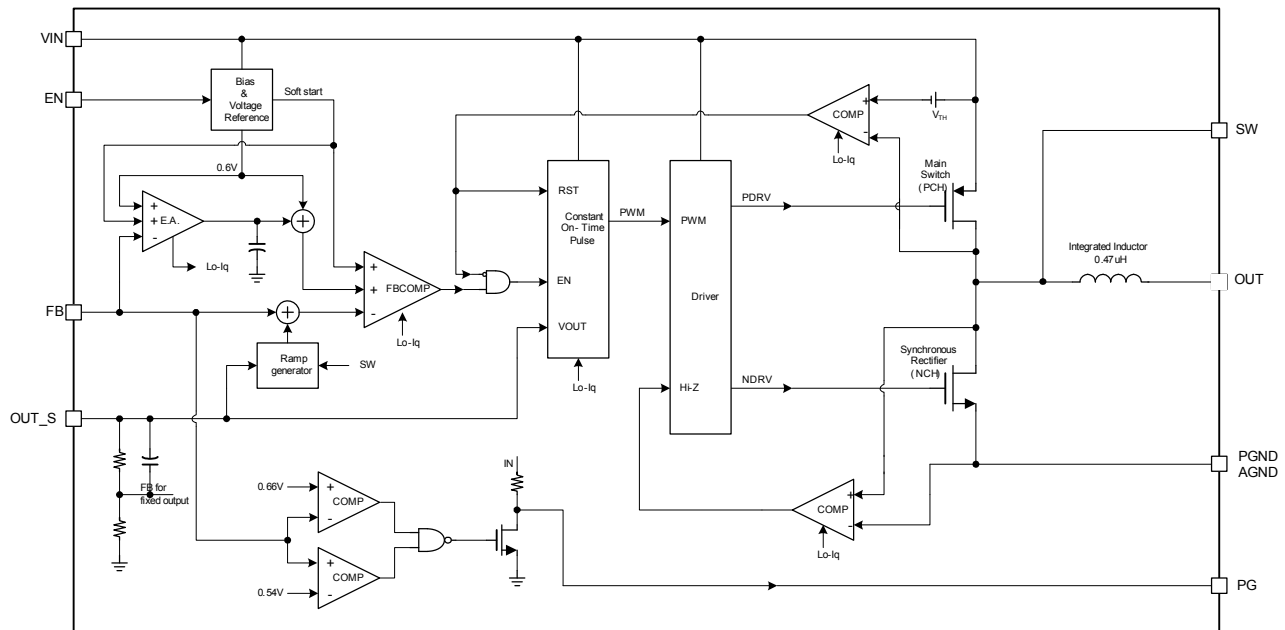 VIN
Bias
&
Voltage
Reference
Soft start
EN
0.6V
+
+
-
E.A.
Lo-Iq
+
COMP
+
-
VTH
Lo-Iq
SW
RST
Constant
On- Time
Pulse
EN
VOUT
Lo-Iq
PWM
PWM
Driver
Hi-Z
PDRV
NDRV
Main
Switch
( PCH )
Integrated Inductor
0.47uH
OUT
+
+
-
FBCOMP
Lo-Iq
FB
+
Ramp
generator
SW
Synchronous
Rectifier
( NCH )
OUT_S
FB for
fixed output
0.66V
+
-
COMP
0.54V
+
-
COMP
IN
COMP
+
-
Lo-Iq
PGND
AGND
PG